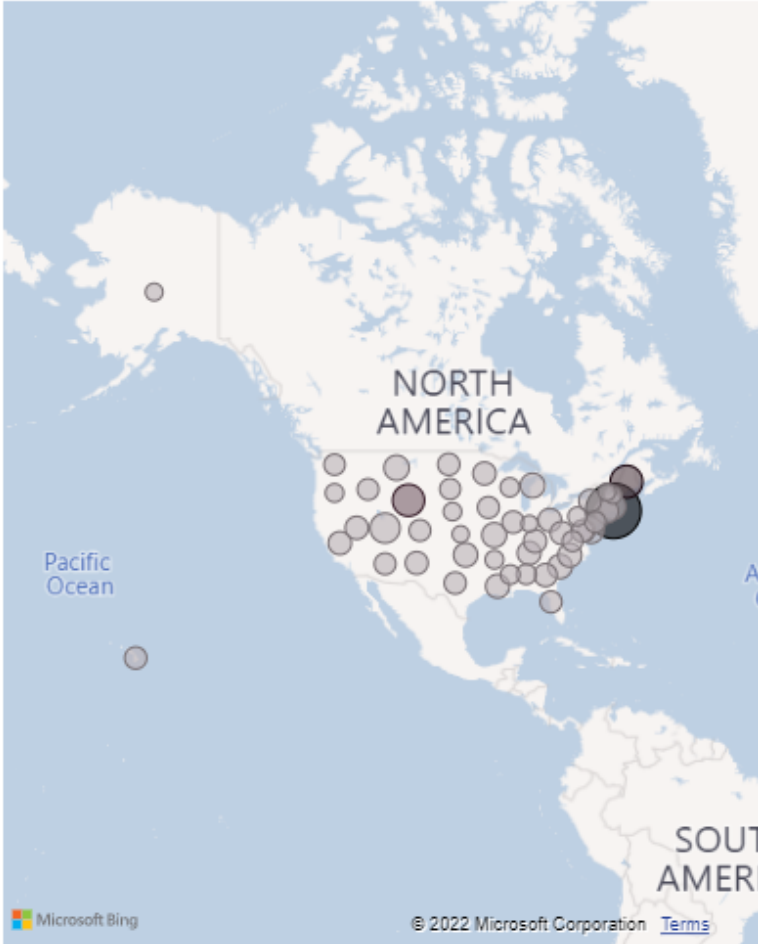 NORTH
AMERICA
Pacific
Ocean
A
SOUT
AMERI
Microsoft Bing
© 2022 Microsoft Corporation Terms